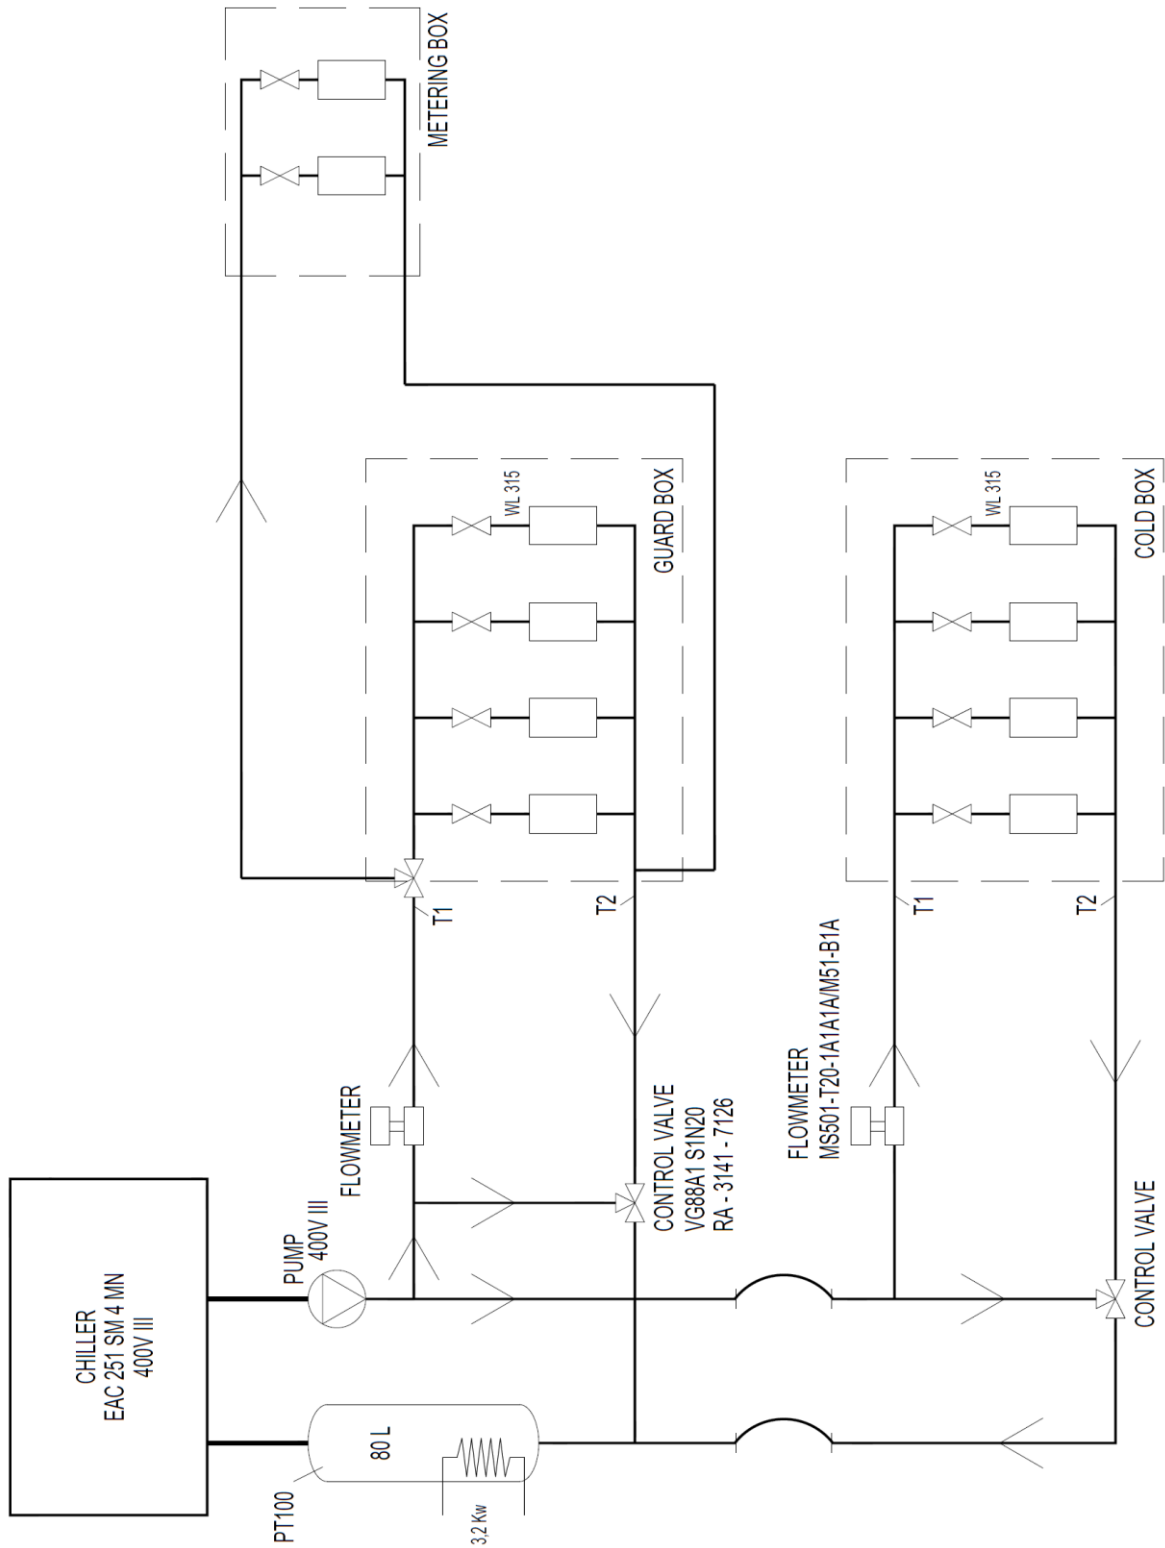 METERING BOX
WL 315
GUARD BOX
WL 315
COLD BOX
T1
T2
T1
T2
FLOWMETER
CONTROL VALVE
VG88A1 S1N20
RA - 3141 - 7126
FLOWMETER
MS501-T20-1A1A1A/M51-B1A
CHILLER
EAC 251 SM 4 MN
400V III
PUMP
400V III
CONTROL VALVE
PT100
80 L
3,2 Kw